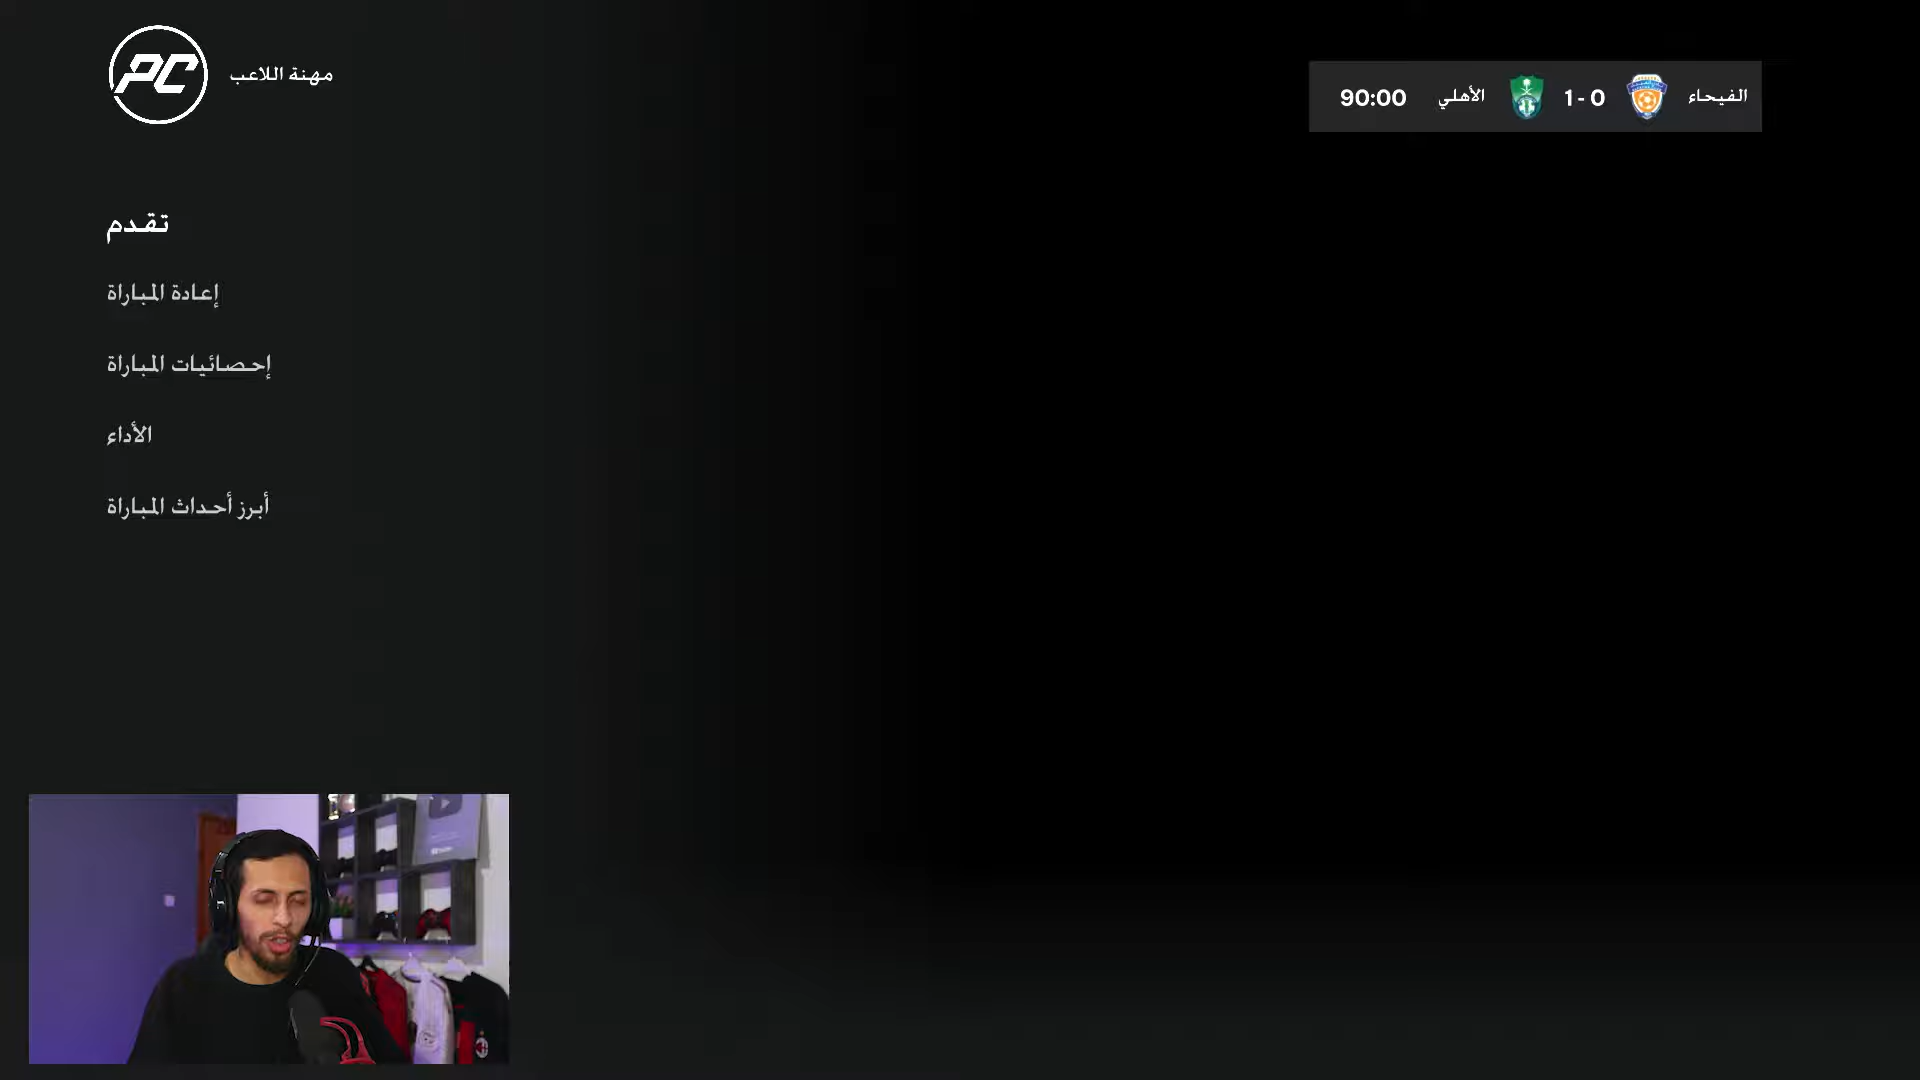 PC مهنة اللاعب
90:00 الأهلي 1 - 0 الفيحاء
تقدم
إعادة المباراة
إحصائيات المباراة
الأداء
أبرز أحداث المباراة